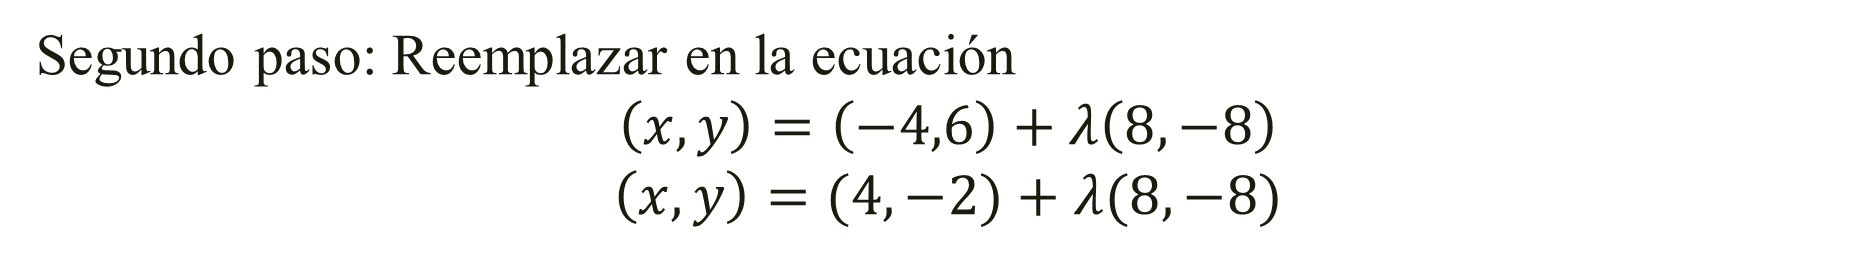 Segundo paso: Reemplazar en la ecuación
(x, y) = (−4,6) + λ(8, −8)
(x, y) = (4, −2) + λ(8, −8)